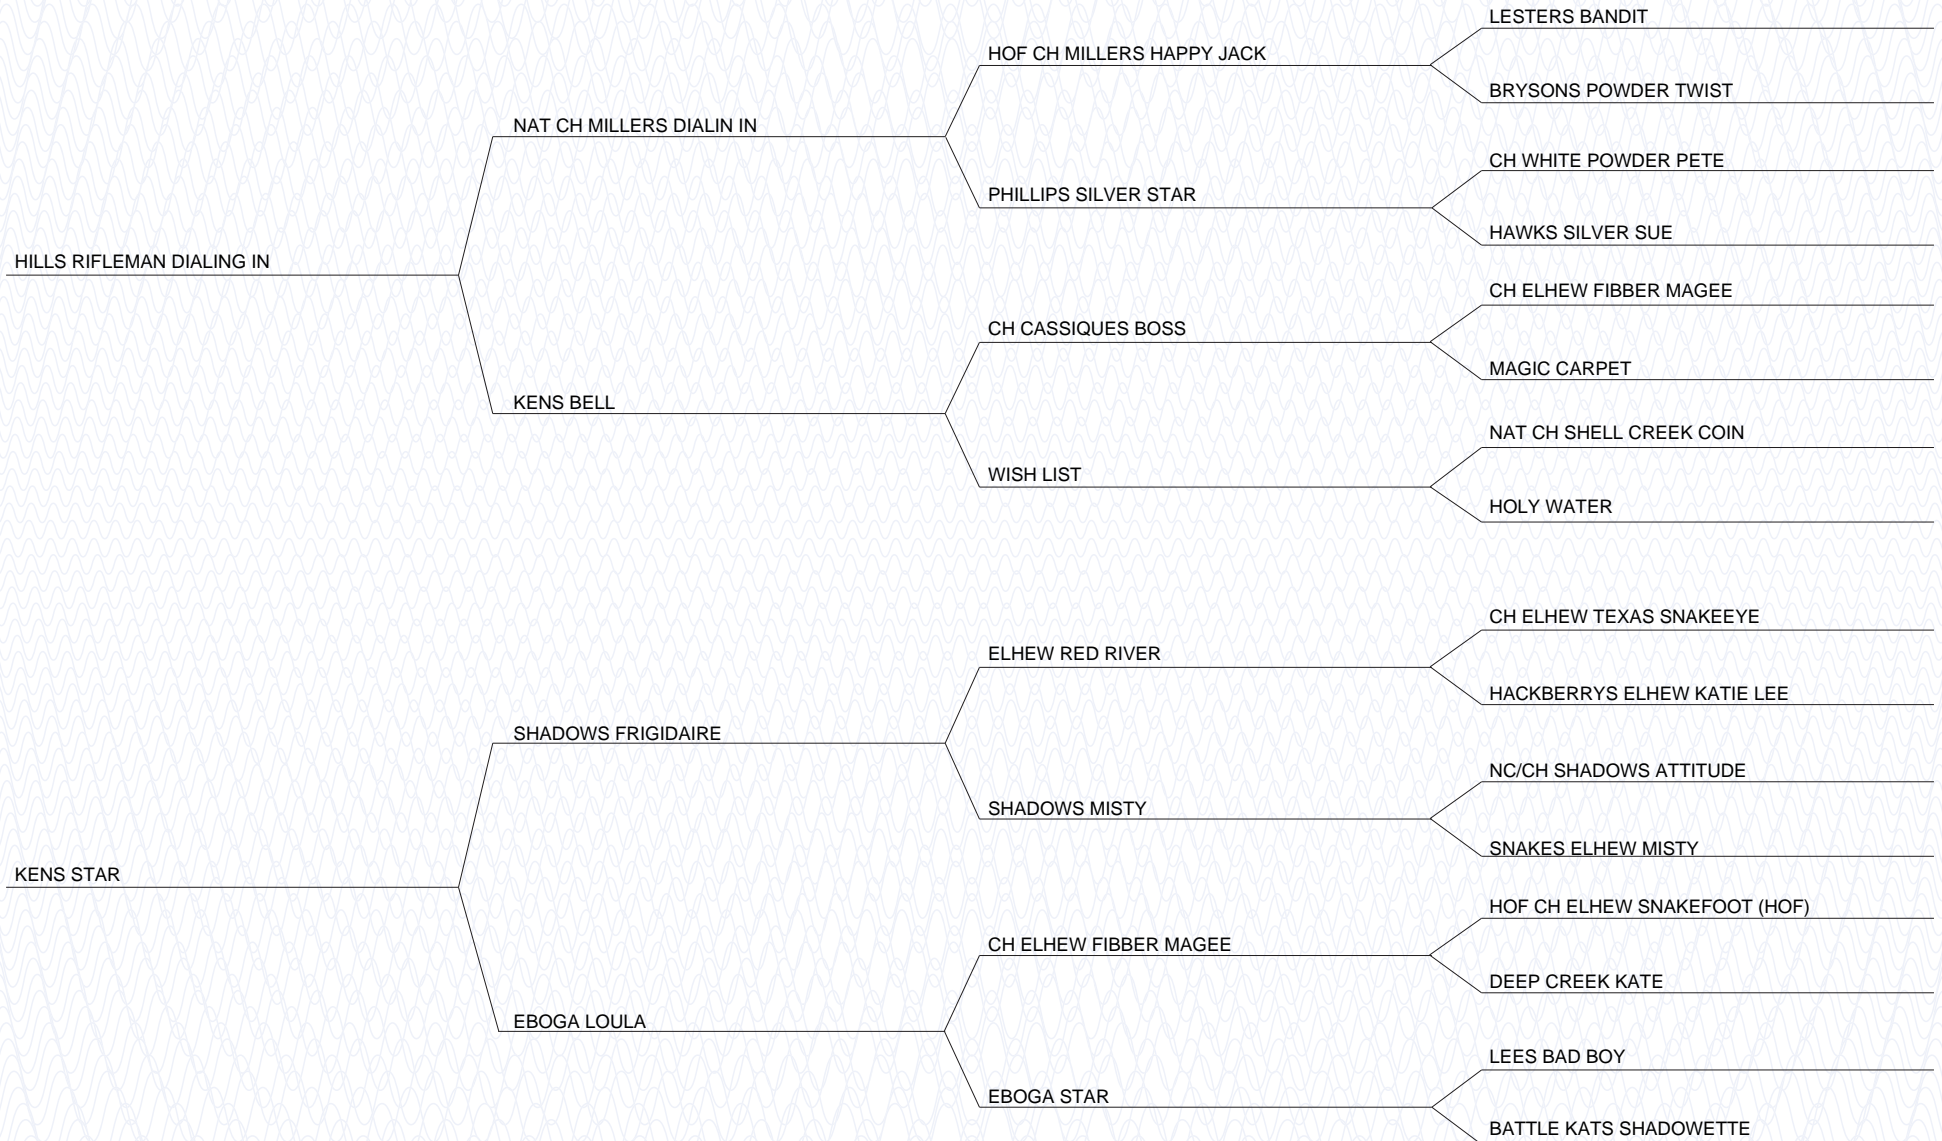 LESTERS BANDIT
HOF CH MILLERS HAPPY JACK
BRYSONS POWDER TWIST
NAT CH MILLERS DIALIN IN
CH WHITE POWDER PETE
PHILLIPS SILVER STAR
HAWKS SILVER SUE
HILLS RIFLEMAN DIALING IN
CH ELHEW FIBBER MAGEE
CH CASSIQUES BOSS
MAGIC CARPET
KENS BELL
NAT CH SHELL CREEK COIN
WISH LIST
HOLY WATER
CH ELHEW TEXAS SNAKEEYE
ELHEW RED RIVER
HACKBERRYS ELHEW KATIE LEE
SHADOWS FRIGIDAIRE
NC/CH SHADOWS ATTITUDE
SHADOWS MISTY
SNAKES ELHEW MISTY
KENS STAR
HOF CH ELHEW SNAKEFOOT (HOF)
CH ELHEW FIBBER MAGEE
DEEP CREEK KATE
EBOGA LOULA
LEES BAD BOY
EBOGA STAR
BATTLE KATS SHADOWETTE